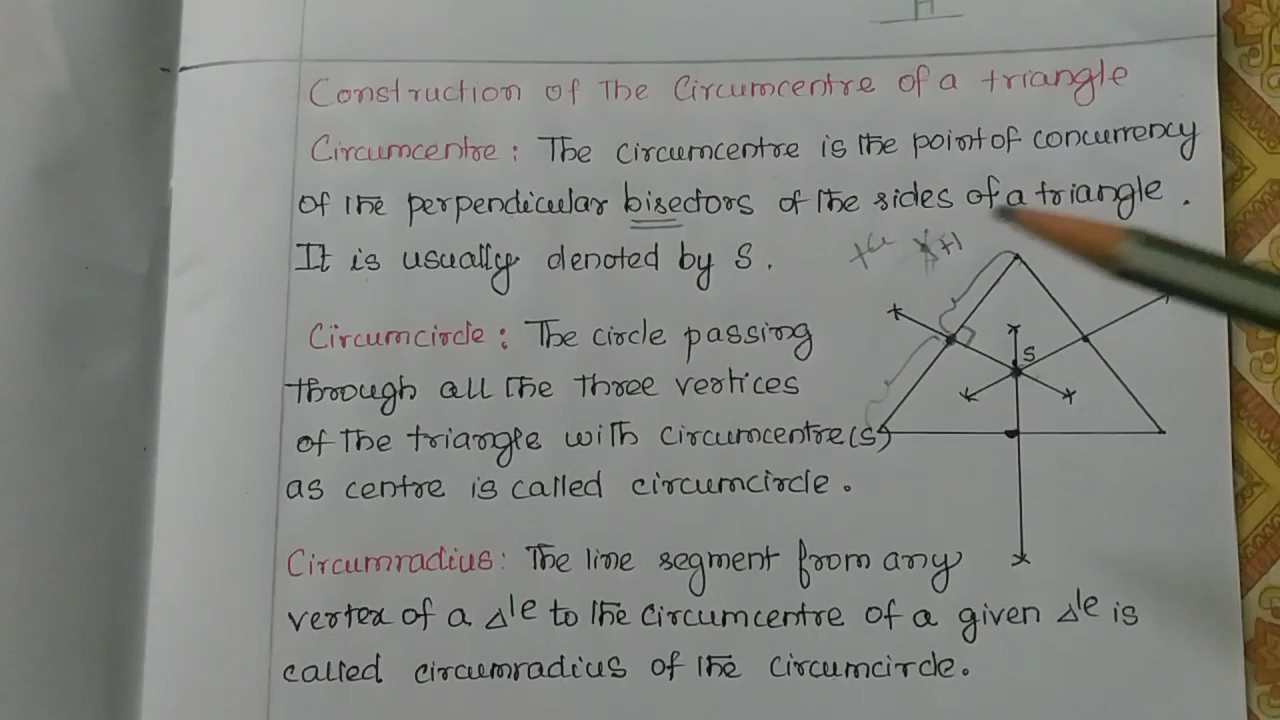 H
Construction of The Circumcentre of a triangle
Circumcentre: The circumcentre is the point of concurrency
of the perpendicular bisectors of the sides of a triangle.
It is usually denoted by S.
Circumcircle: The circle passing
through all the three vertices
of the triangle with circumcentre(S)
as centre is called circumcircle.
S
Circumradius: The line segment from any
vertex of a Δle to the circumcentre of a given Δle is
called circumradius of the circumcircle.